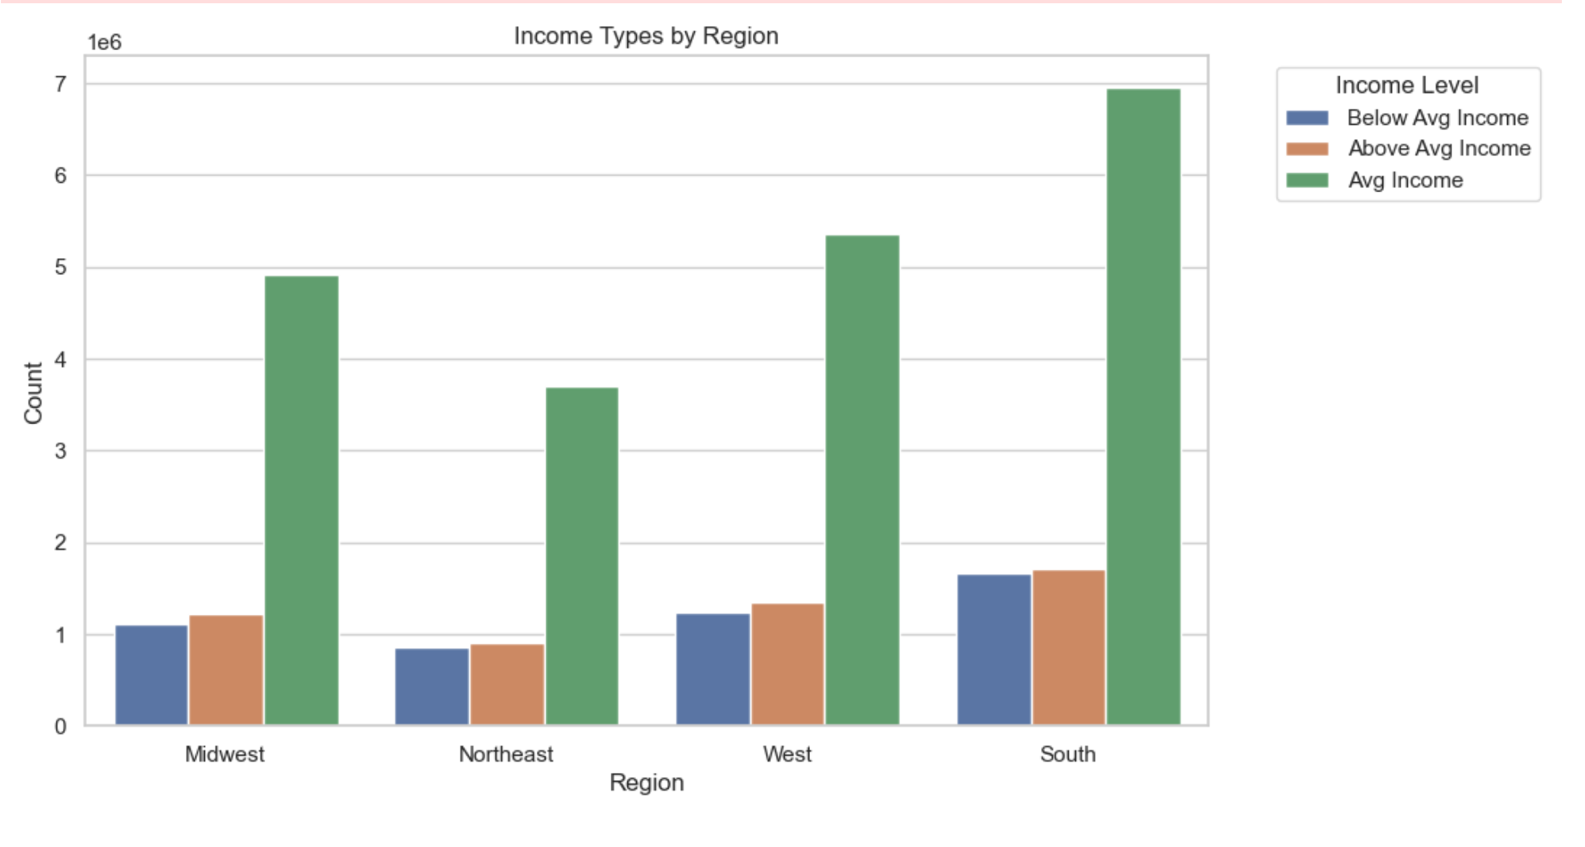 Income Types by Region
1e6
7
6
5
4
3
2
1
0
Count
Midwest Northeast West South
Region
Income Level
Below Avg Income
Above Avg Income
Avg Income